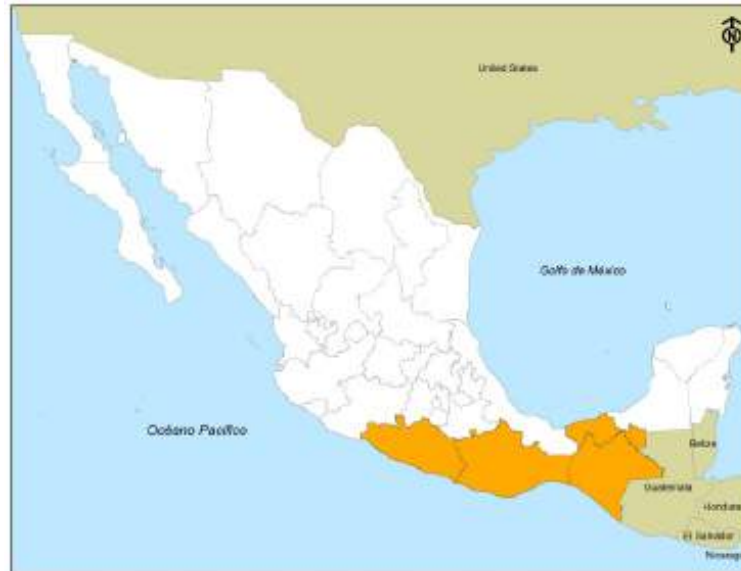 N
United States
Golfo de México
Océano Pacífico
Belize
Guatemala
Honduras
El Salvador